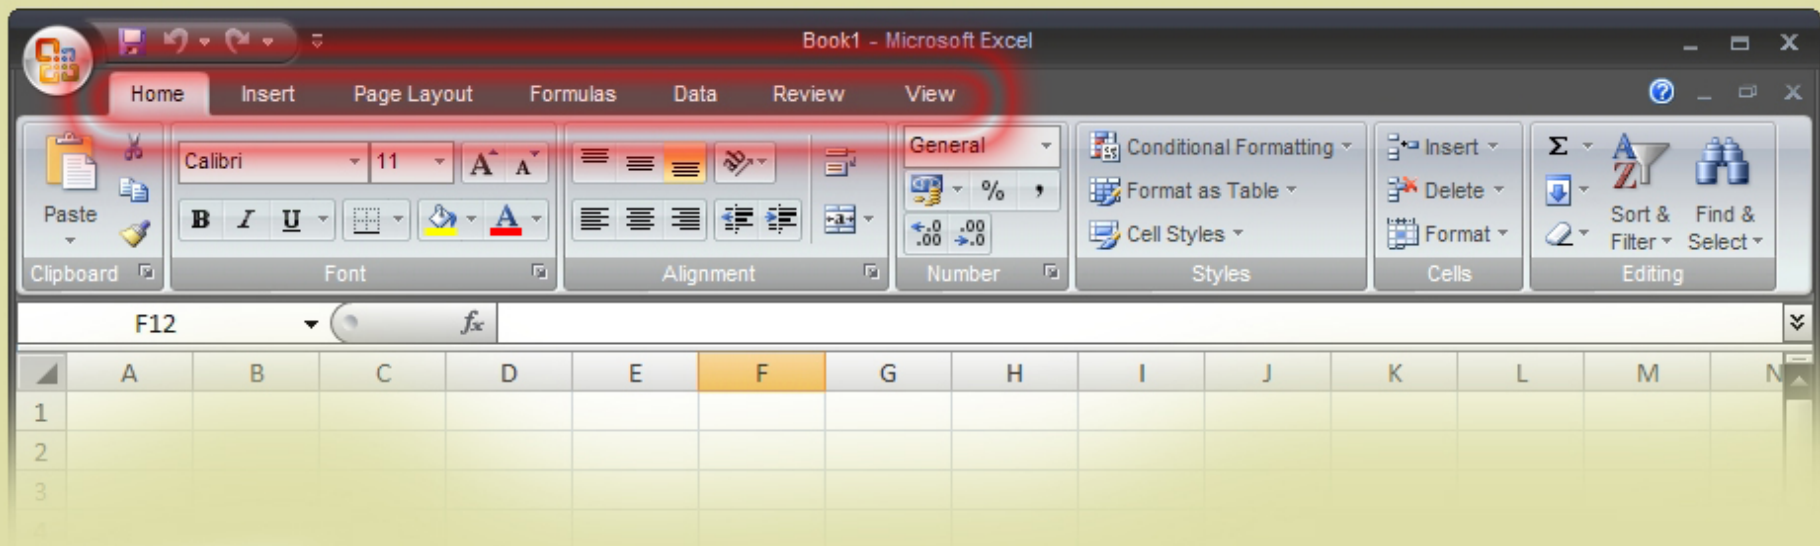 Book1 - Microsoft Excel
Home Insert Page Layout Formulas Data Review View
Calibri 11 A A General Conditional Formatting Insert Σ
% , Format as Table Delete
Paste B I U A a Cell Styles Format Sort & Filter Find & Select
Clipboard Font Alignment Number Styles Cells Editing
F12 fx
A B C D E F G H I J K L M N
1
2
3
4